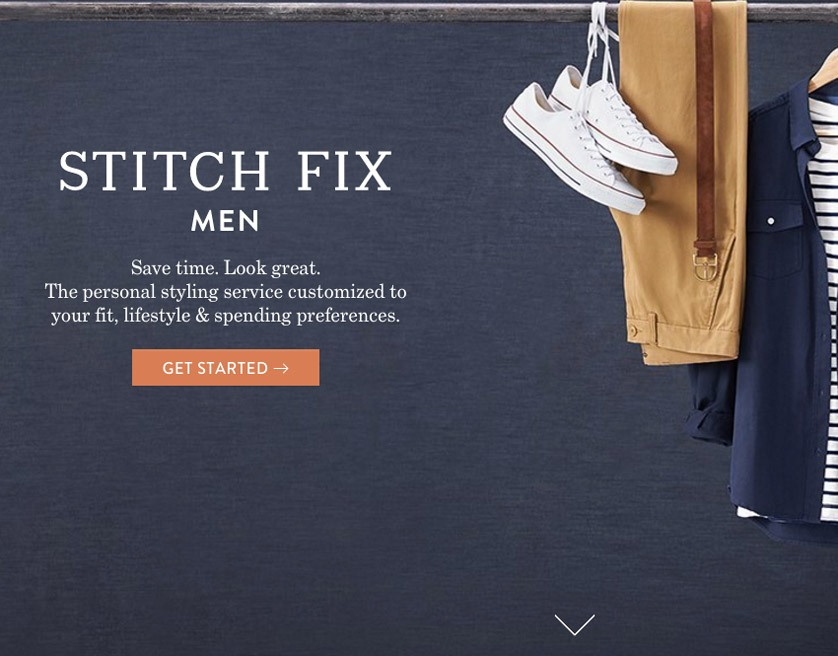 STITCH FIX
MEN
Save time. Look great.
The personal styling service customized to
your fit, lifestyle & spending preferences.
GET STARTED →